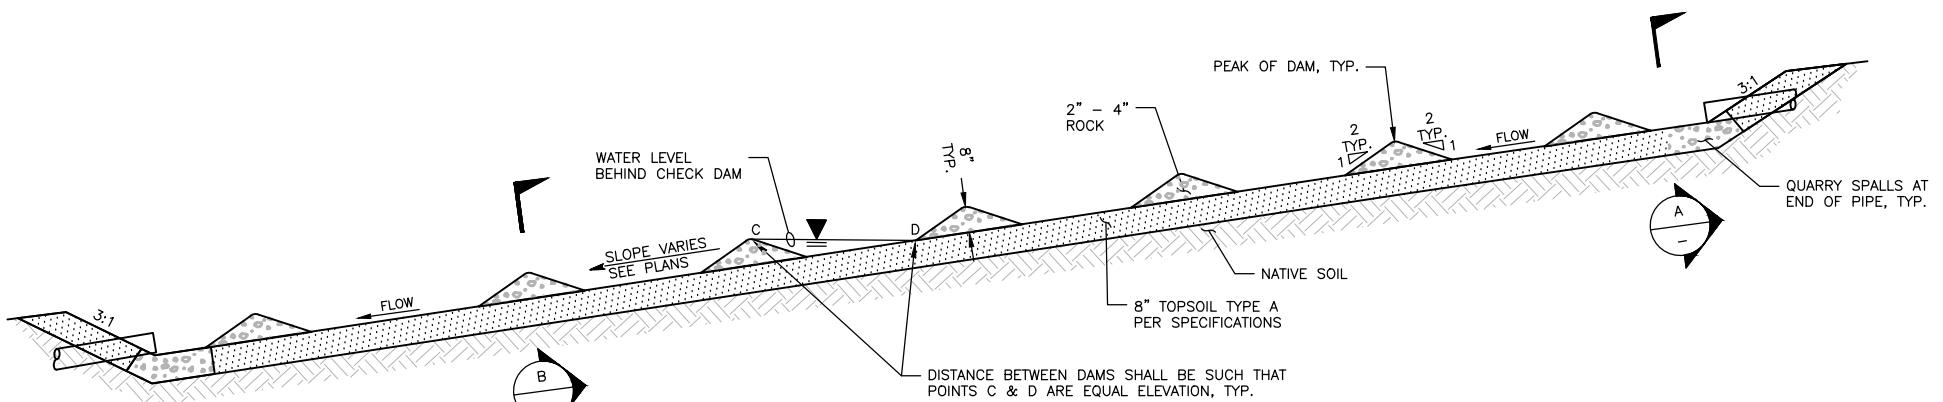 PEAK OF DAM, TYP.
3:1
2" - 4"
ROCK
2
TYP.
1
2
TYP.
1
FLOW
8"
TYP.
WATER LEVEL
BEHIND CHECK DAM
QUARRY SPALLS AT
END OF PIPE, TYP.
A
-
C
D
SLOPE VARIES
SEE PLANS
NATIVE SOIL
FLOW
8" TOPSOIL TYPE A
PER SPECIFICATIONS
3:1
B
DISTANCE BETWEEN DAMS SHALL BE SUCH THAT
POINTS C & D ARE EQUAL ELEVATION, TYP.